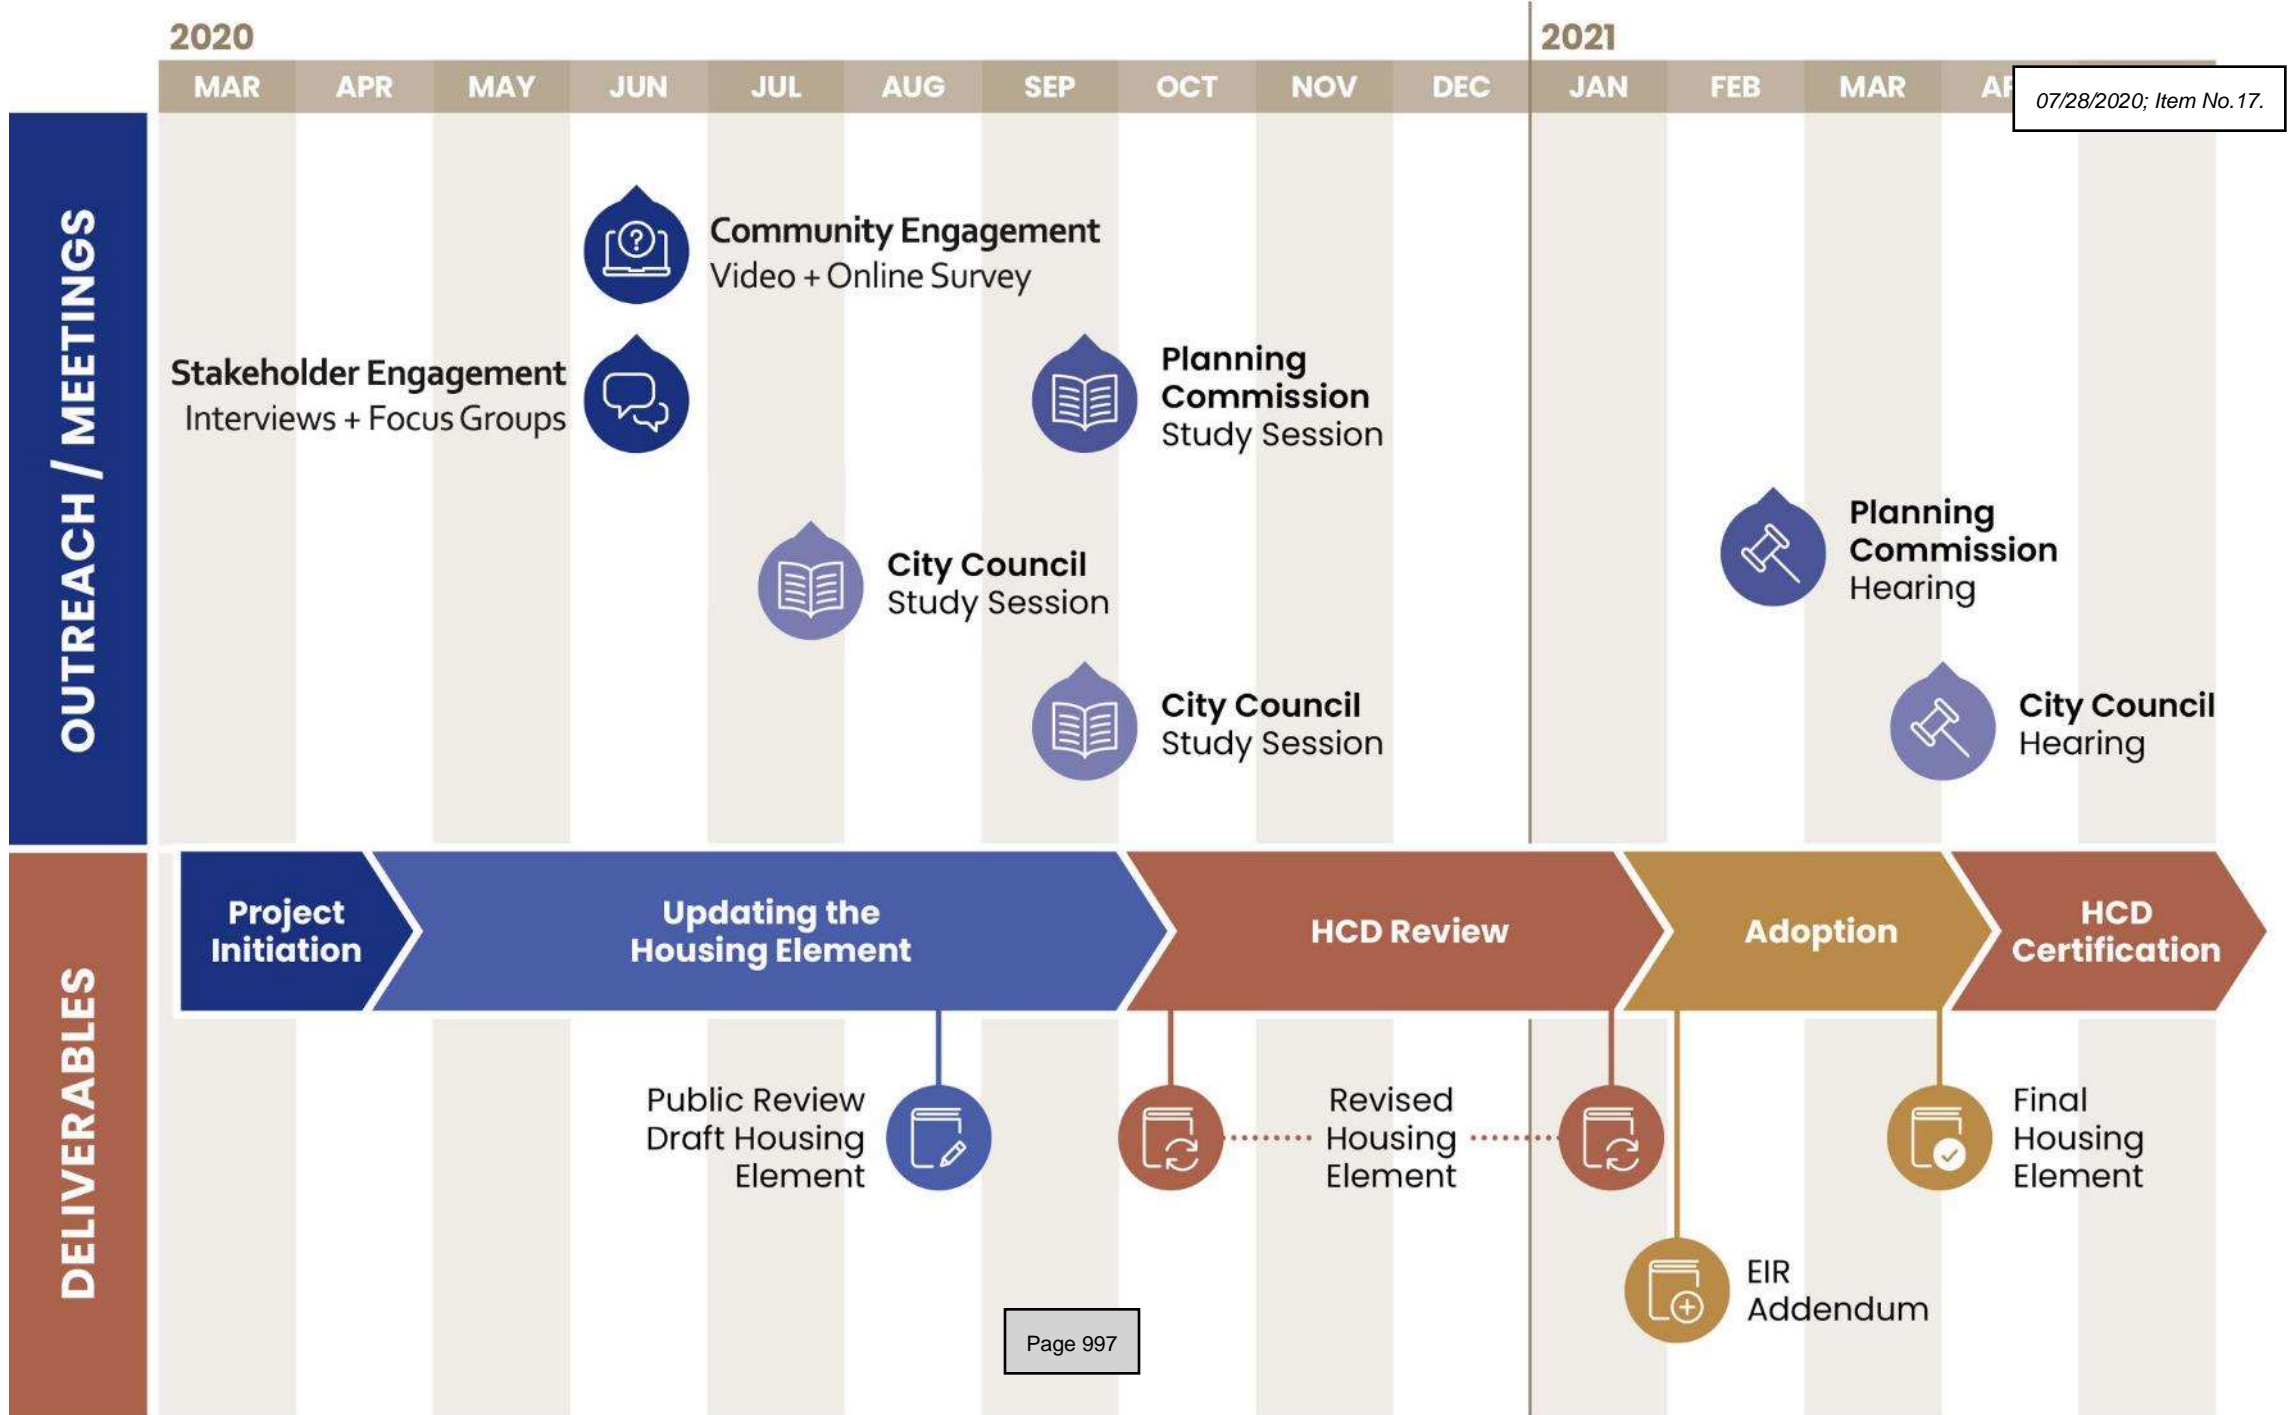 2020
2021
MAR APR MAY JUN JUL AUG SEP OCT NOV DEC JAN FEB MAR
07/28/2020; Item No.17.
OUTREACH / MEETINGS
Community Engagement
Video + Online Survey
Stakeholder Engagement
Interviews + Focus Groups
Planning
Commission
Study Session
City Council
Study Session
Planning
Commission
Hearing
City Council
Study Session
City Council
Hearing
DELIVERABLES
Project
Initiation
Updating the
Housing Element
HCD Review
Adoption
HCD
Certification
Public Review
Draft Housing
Element
Revised
Housing
Element
Final
Housing
Element
EIR
Addendum
Page 997